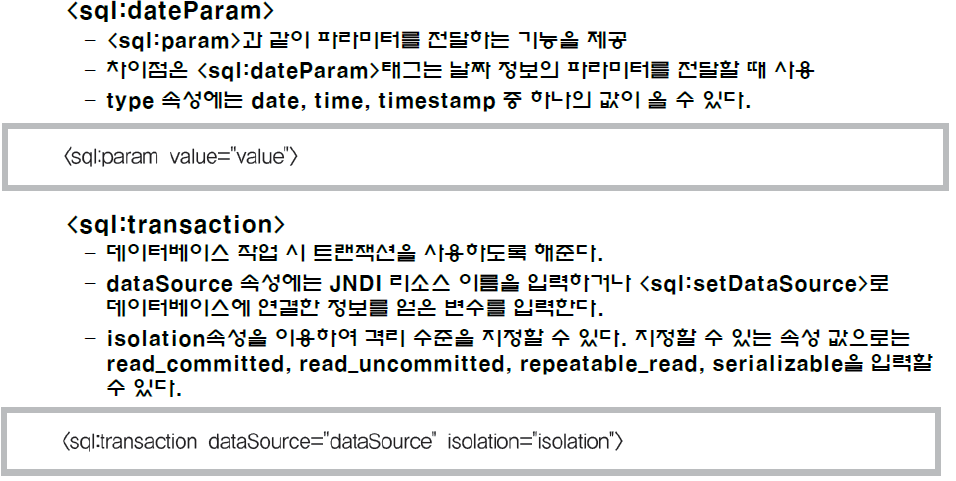 <sql:dateParam>
– <sql:param>과 같이 파라미터를 전달하는 기능을 제공
– 차이점은 <sql:dateParam>태그는 날짜 정보의 파라미터를 전달할 때 사용
– type 속성에는 date, time, timestamp 중 하나의 값이 올 수 있다.
<sql:param value="value">
<sql:transaction>
– 데이터베이스 작업 시 트랜잭션을 사용하도록 해준다.
– dataSource 속성에는 JNDI 리소스 이름을 입력하거나 <sql:setDataSource>로
데이터베이스에 연결한 정보를 얻은 변수를 입력한다.
– isolation속성을 이용하여 격리 수준을 지정할 수 있다. 지정할 수 있는 속성 값으로는
read_committed, read_uncommitted, repeatable_read, serializable을 입력할
수 있다.
<sql:transaction dataSource="dataSource" isolation="isolation">